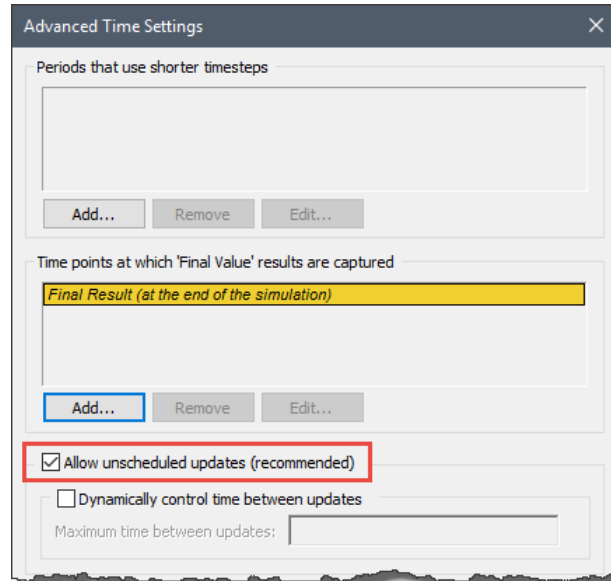 Advanced Time Settings
Periods that use shorter timesteps
Add... Remove Edit...
Time points at which 'Final Value' results are captured
Final Result (at the end of the simulation)
Add... Remove Edit...
Allow unscheduled updates (recommended)
Dynamically control time between updates
Maximum time between updates: